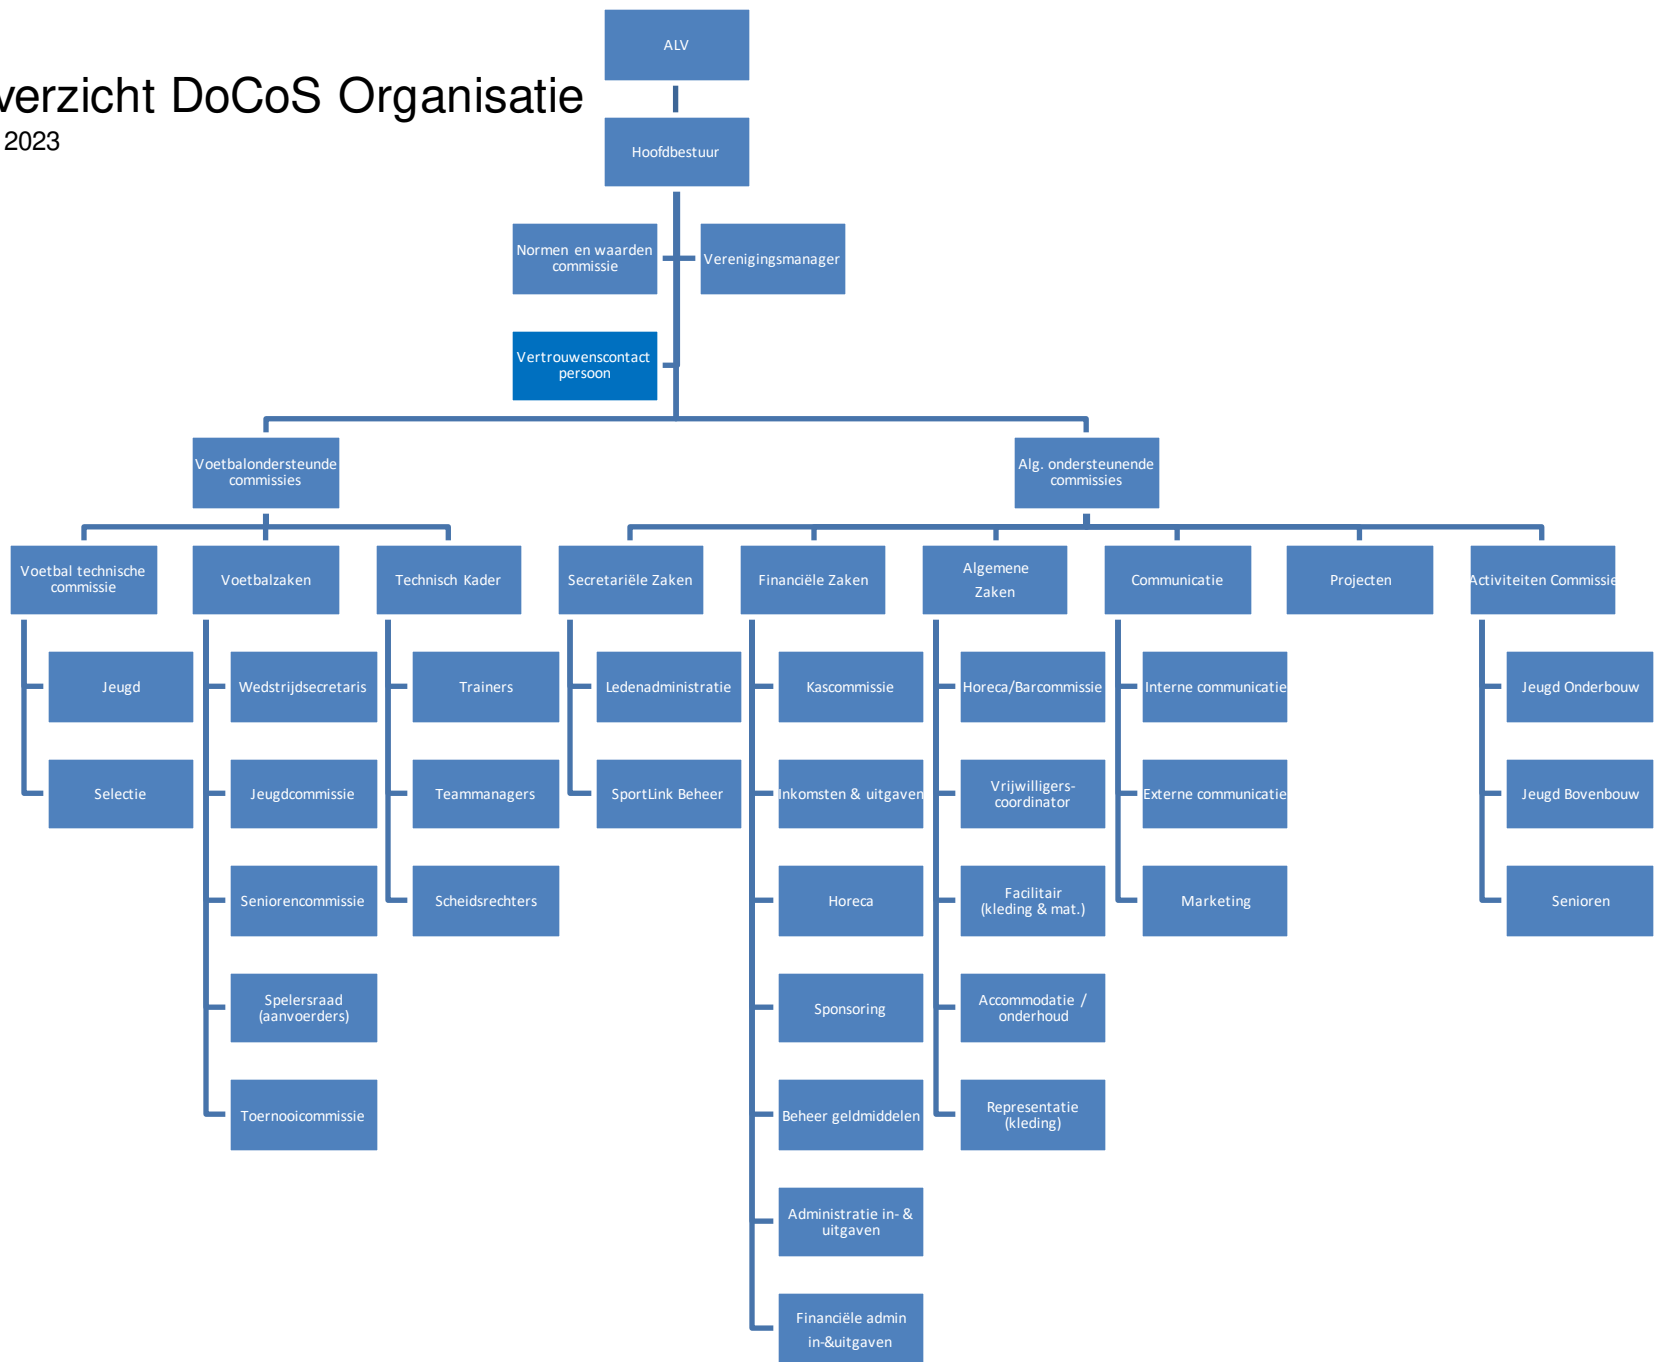 ALV
verzicht DoCoS Organisatie
2023
Hoofdbestuur
Normen en waarden
commissie
Verenigingsmanager
Vertrouwenscontact
persoon
Voetbalondersteunde
commissies
Alg. ondersteunende
commissies
Voetbal technische
commissie
Voetbalzaken
Technisch Kader
Secretariële Zaken
Financiële Zaken
Algemene
Zaken
Communicatie
Projecten
Activiteiten Commissie
Jeugd
Wedstrijdsecretaris
Trainers
Ledenadministratie
Kascommissie
Horeca/Barcommissie
Interne communicatie
Jeugd Onderbouw
Selectie
Jeugdcommissie
Teammanagers
SportLink Beheer
Inkomsten & uitgaven
Vrijwilligers-
coordinator
Externe communicatie
Jeugd Bovenbouw
Seniorencommissie
Scheidsrechters
Horeca
Facilitair
(kleding & mat.)
Marketing
Senioren
Spelersraad
(aanvoerders)
Sponsoring
Accommodatie /
onderhoud
Toernooicommissie
Beheer geldmiddelen
Representatie
(kleding)
Administratie in- &
uitgaven
Financiële admin
in-&uitgaven